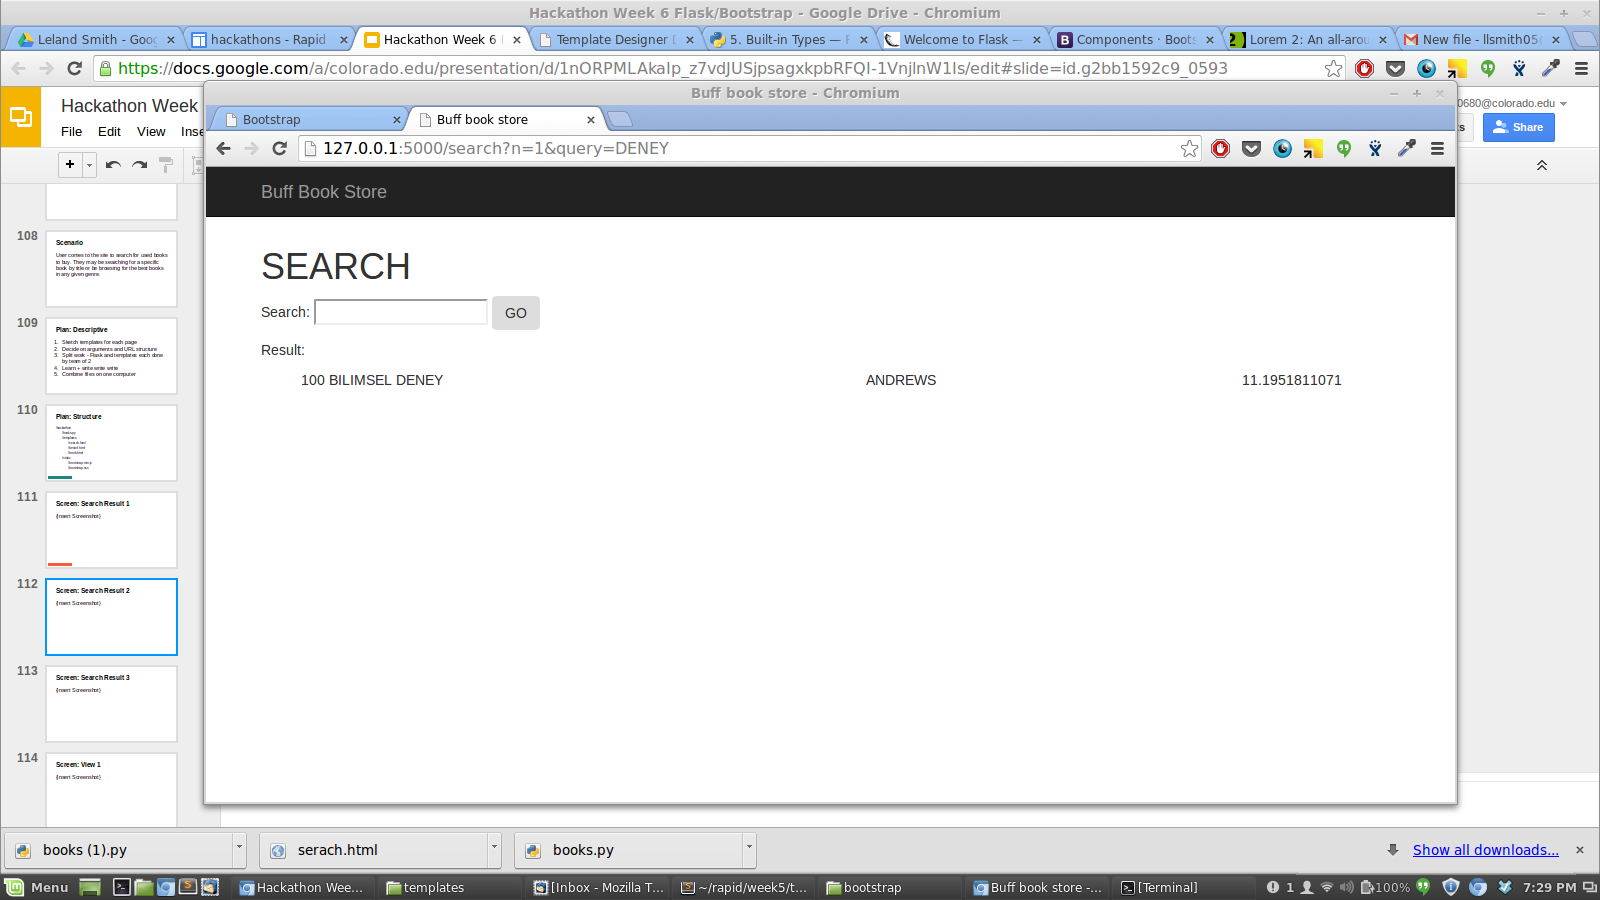 Hackathon Week 6 Flask/Bootstrap - Google Drive - Chromium
Leland Smith - Goog
hackathons - Rapid
Hackathon Week 6
Template Designer D
5. Built-in Types — P
Welcome to Flask —
Components · Boots
Lorem 2: An all-arou
New file - llsmith05
https://docs.google.com/a/colorado.edu/presentation/d/1nORPMLAkaIp_z7vdJUSjpsagxkpbRFQI-1VnjlnW1Is/edit#slide=id.g2bb1592c9_0593
Hackathon Week
0680@colorado.edu
File Edit View Inse
ts
Share
Buff book store - Chromium
Bootstrap
Buff book store
127.0.0.1:5000/search?n=1&query=DENEY
Buff Book Store
SEARCH
Search:
GO
Result:
100 BILIMSEL DENEY ANDREWS 11.1951811071
108
Scenario
User comes to the site to search for used books
to buy. They may be searching for a specific
book by title or be browsing for the best books
in any given genre.
109
Plan: Descriptive
1. Sketch templates for each page
2. Decide on arguments and URL structure
3. Split work - Flask and templates each done
by team of 2
4. Learn + write write write
5. Combine files on one computer
110
Plan: Structure
111
Screen: Search Result 1
{Insert Screenshot}
112
Screen: Search Result 2
{Insert Screenshot}
113
Screen: Search Result 3
{Insert Screenshot}
114
Screen: View 1
{Insert Screenshot}
books (1).py
serach.html
books.py
Show all downloads...
Menu
Hackathon Wee...
templates
[Inbox - Mozilla T...
~/rapid/week5/t...
bootstrap
Buff book store -...
[Terminal]
1
100%
7:29 PM